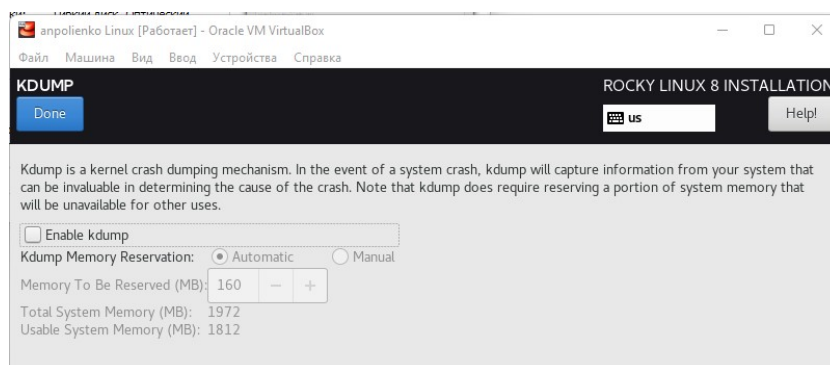 anpolienko Linux [Работает] - Oracle VM VirtualBox
Файл Машина Вид Ввод Устройства Справка
KDUMP
ROCKY LINUX 8 INSTALLATION
Done
us
Help!
Kdump is a kernel crash dumping mechanism. In the event of a system crash, kdump will capture information from your system that
can be invaluable in determining the cause of the crash. Note that kdump does require reserving a portion of system memory that
will be unavailable for other uses.
Enable kdump
Kdump Memory Reservation: Automatic Manual
Memory To Be Reserved (MB): 160 − +
Total System Memory (MB): 1972
Usable System Memory (MB): 1812